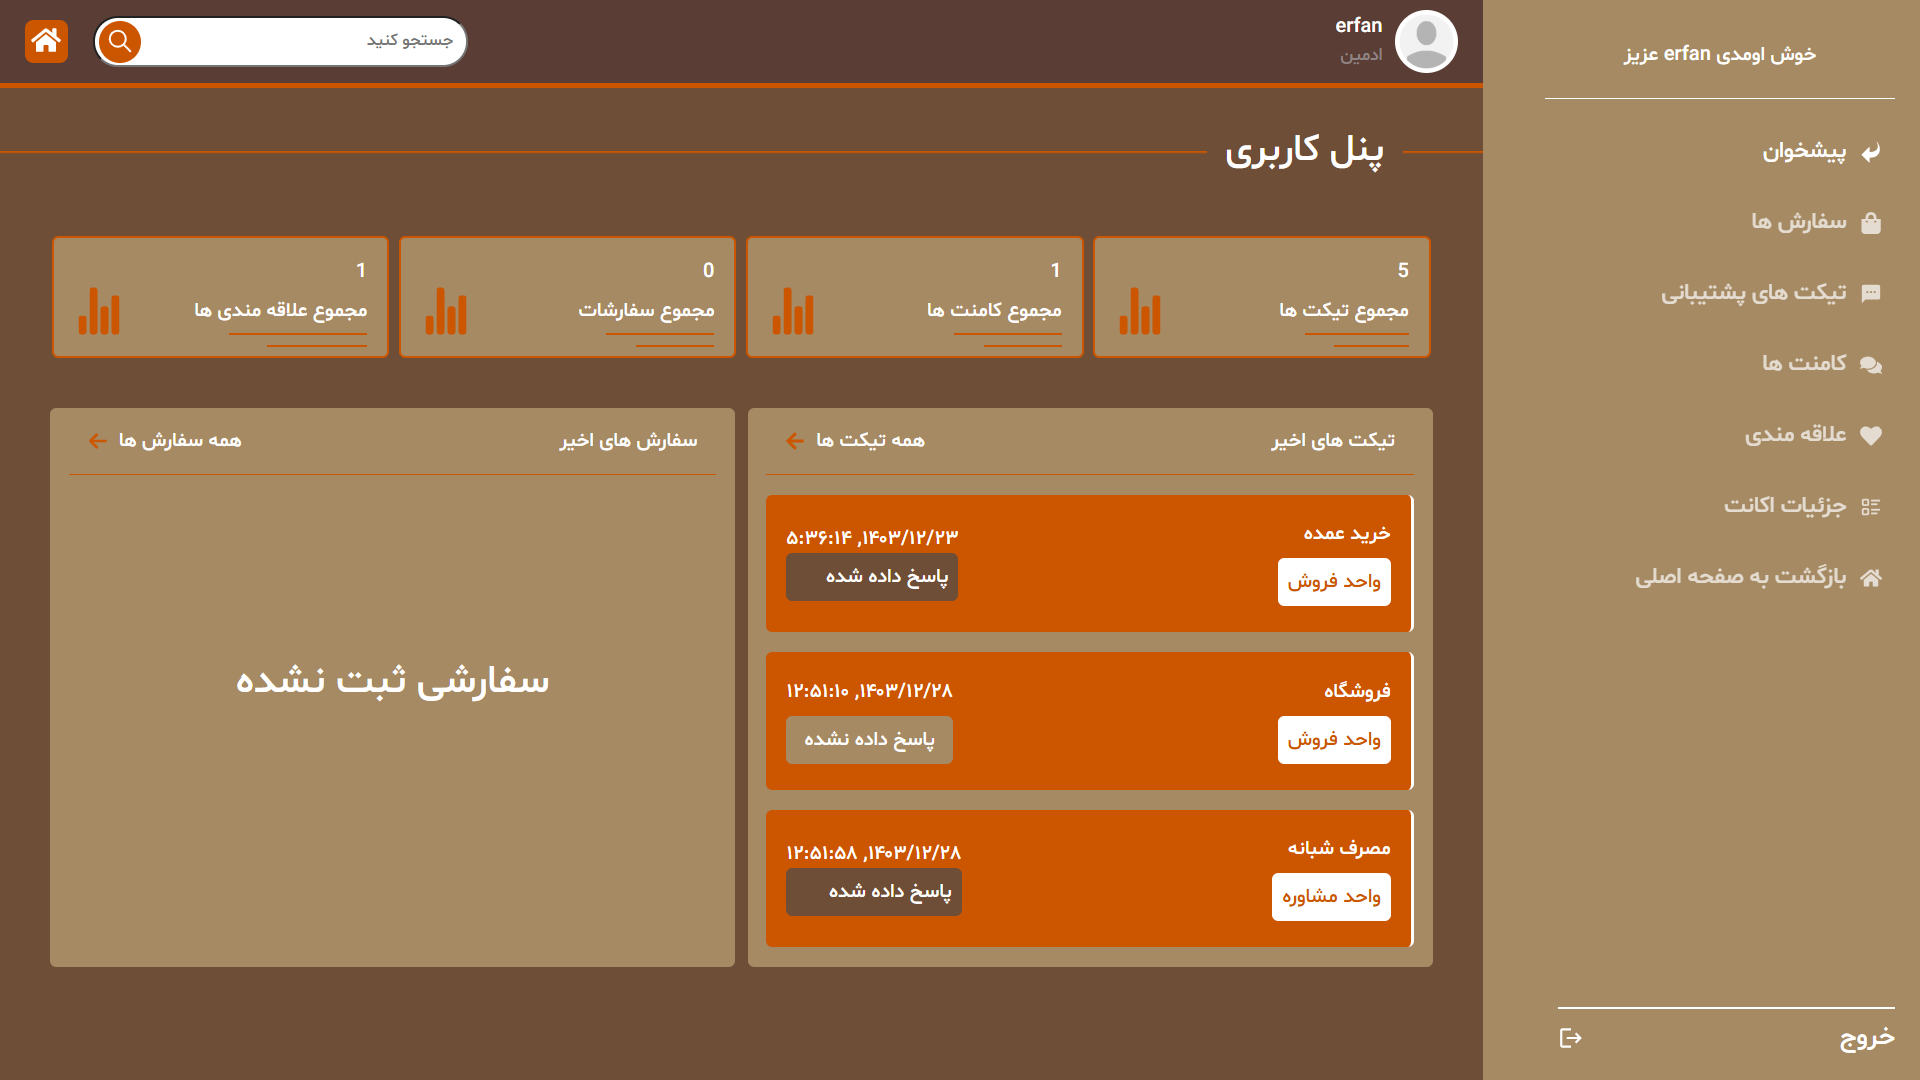 خوش اومدی erfan عزیز
پیشخوان
سفارش ها
تیکت های پشتیبانی
کامنت ها
علاقه مندی
جزئیات اکانت
بازگشت به صفحه اصلی
خروج
erfan
ادمین
جستجو کنید
پنل کاربری
5
مجموع تیکت ها
1
مجموع کامنت ها
0
مجموع سفارشات
1
مجموع علاقه مندی ها
تیکت های اخیر
همه تیکت ها
خرید عمده
واحد فروش
۱۴۰۳/۱۲/۲۳, ۵:۳۶:۱۴
پاسخ داده شده
فروشگاه
واحد فروش
۱۴۰۳/۱۲/۲۸, ۱۲:۵۱:۱۰
پاسخ داده نشده
مصرف شبانه
واحد مشاوره
۱۴۰۳/۱۲/۲۸, ۱۲:۵۱:۵۸
پاسخ داده شده
سفارش های اخیر
همه سفارش ها
سفارشی ثبت نشده